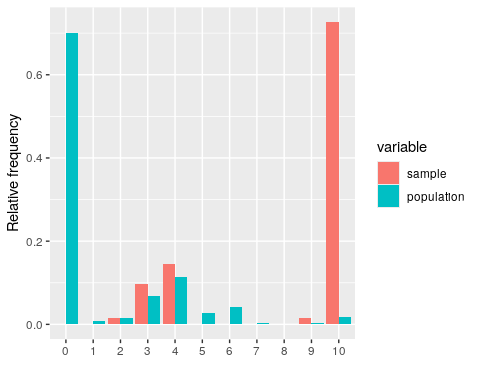 Relative frequency
0.6
0.4
0.2
0.0
0 1 2 3 4 5 6 7 8 9 10
variable
sample
population